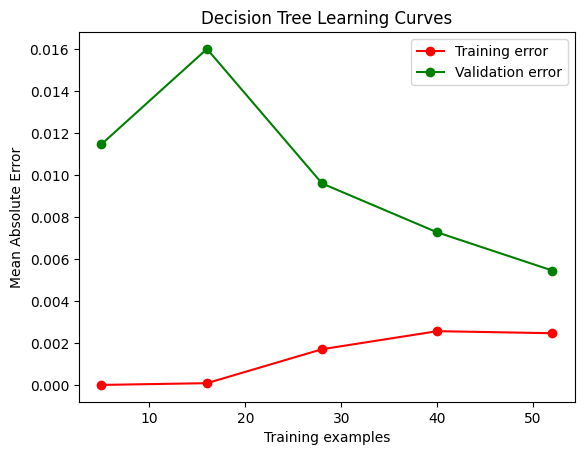 Decision Tree Learning Curves
Training error
Validation error
Mean Absolute Error
0.016
0.014
0.012
0.010
0.008
0.006
0.004
0.002
0.000
10 20 30 40 50
Training examples